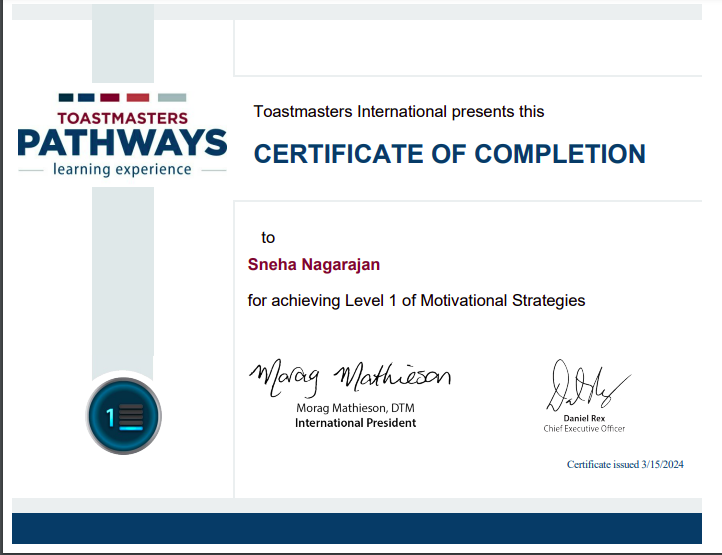 TOASTMASTERS
PATHWAYS
learning experience
Toastmasters International presents this
CERTIFICATE OF COMPLETION
to
Sneha Nagarajan
for achieving Level 1 of Motivational Strategies
Morag Mathieson
Morag Mathieson, DTM
International President
Daniel Rex
Chief Executive Officer
1
Certificate issued 3/15/2024